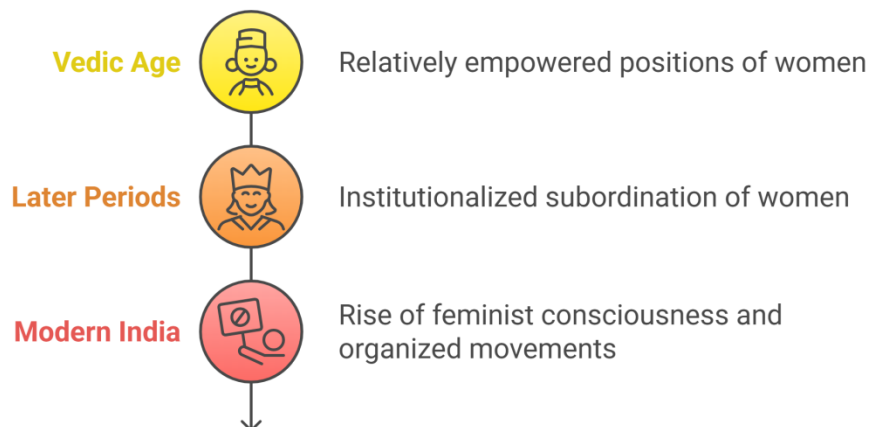 Vedic Age
Relatively empowered positions of women
Later Periods
Institutionalized subordination of women
Modern India
Rise of feminist consciousness and
organized movements